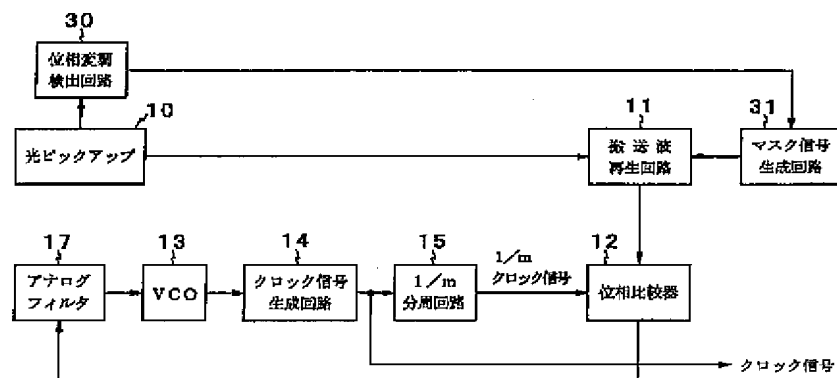 30
位相変調
検出回路
10
光ピックアップ
11
搬送波
再生回路
31
マスク信号
生成回路
17
アナログ
フィルタ
13
VCO
14
クロック信号
生成回路
15
1/m
分周回路
1/m
クロック信号
12
位相比較器
クロック信号